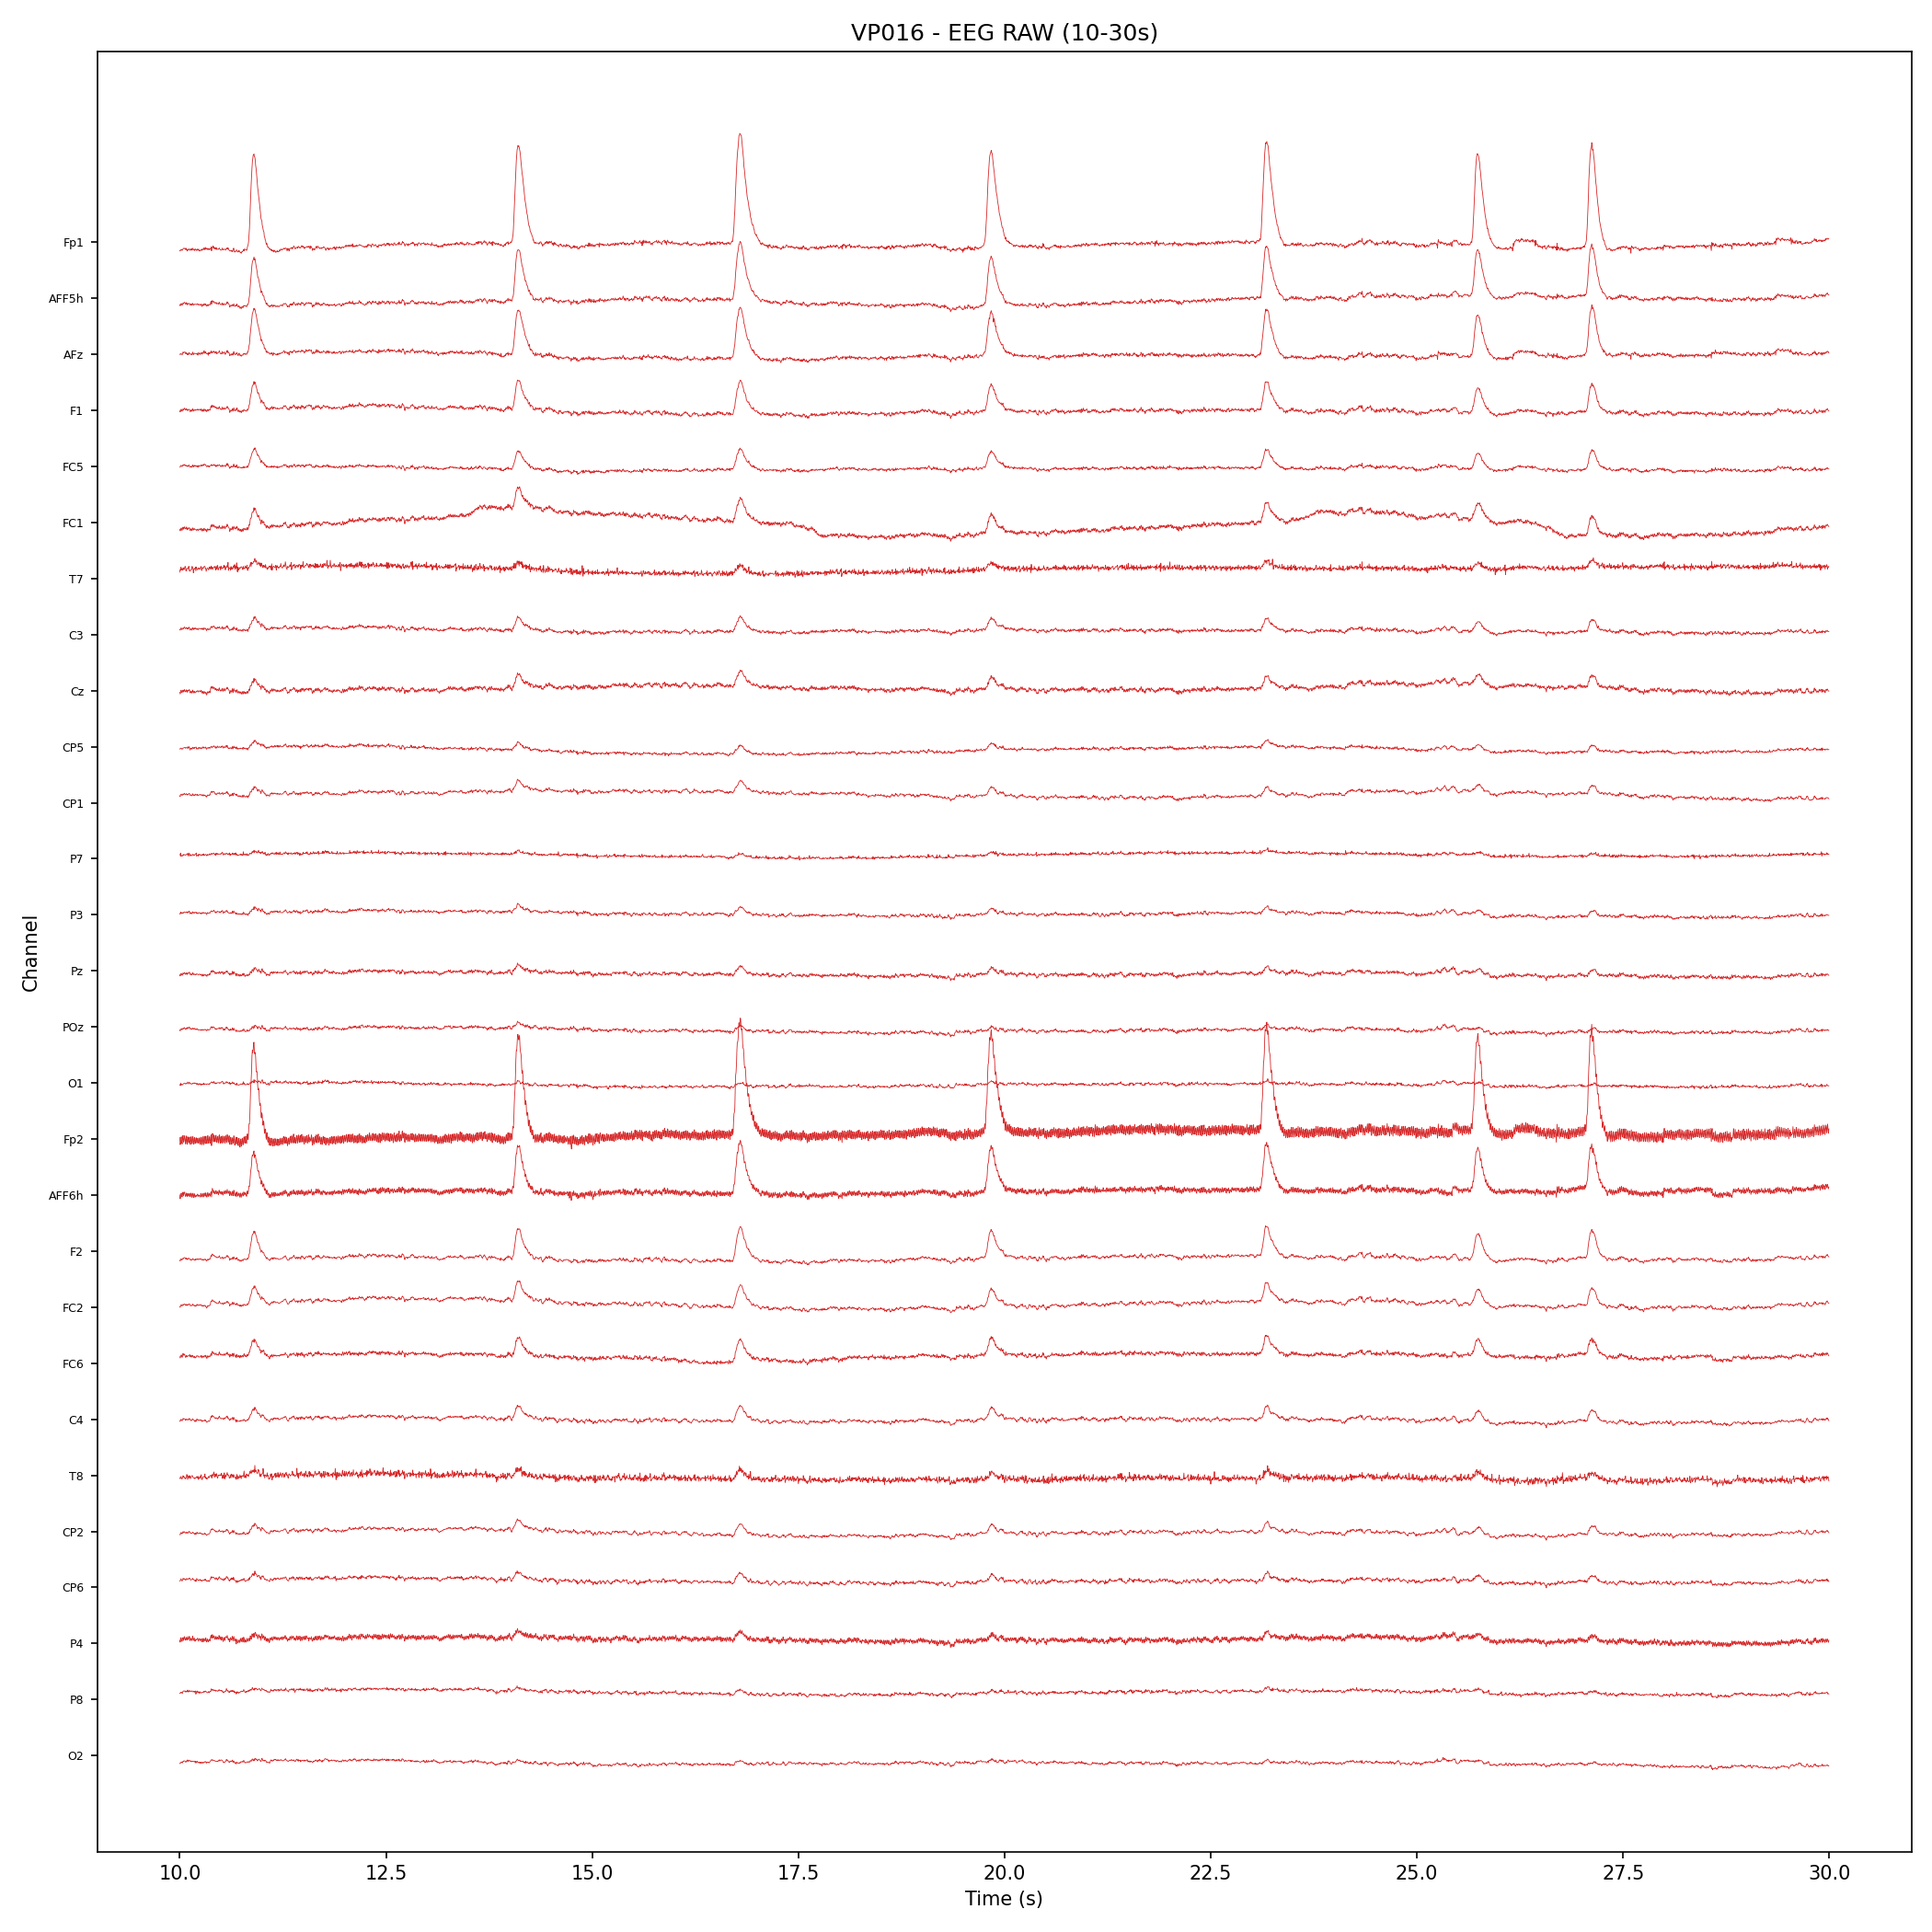 VP016 - EEG RAW (10-30s)
Fp1
AFF5h
AFz
F1
FC5
FC1
T7
C3
Cz
CP5
CP1
P7
P3
Pz
POz
O1
Fp2
AFF6h
F2
FC2
FC6
C4
T8
CP2
CP6
P4
P8
O2
Channel
10.0 12.5 15.0 17.5 20.0 22.5 25.0 27.5 30.0
Time (s)